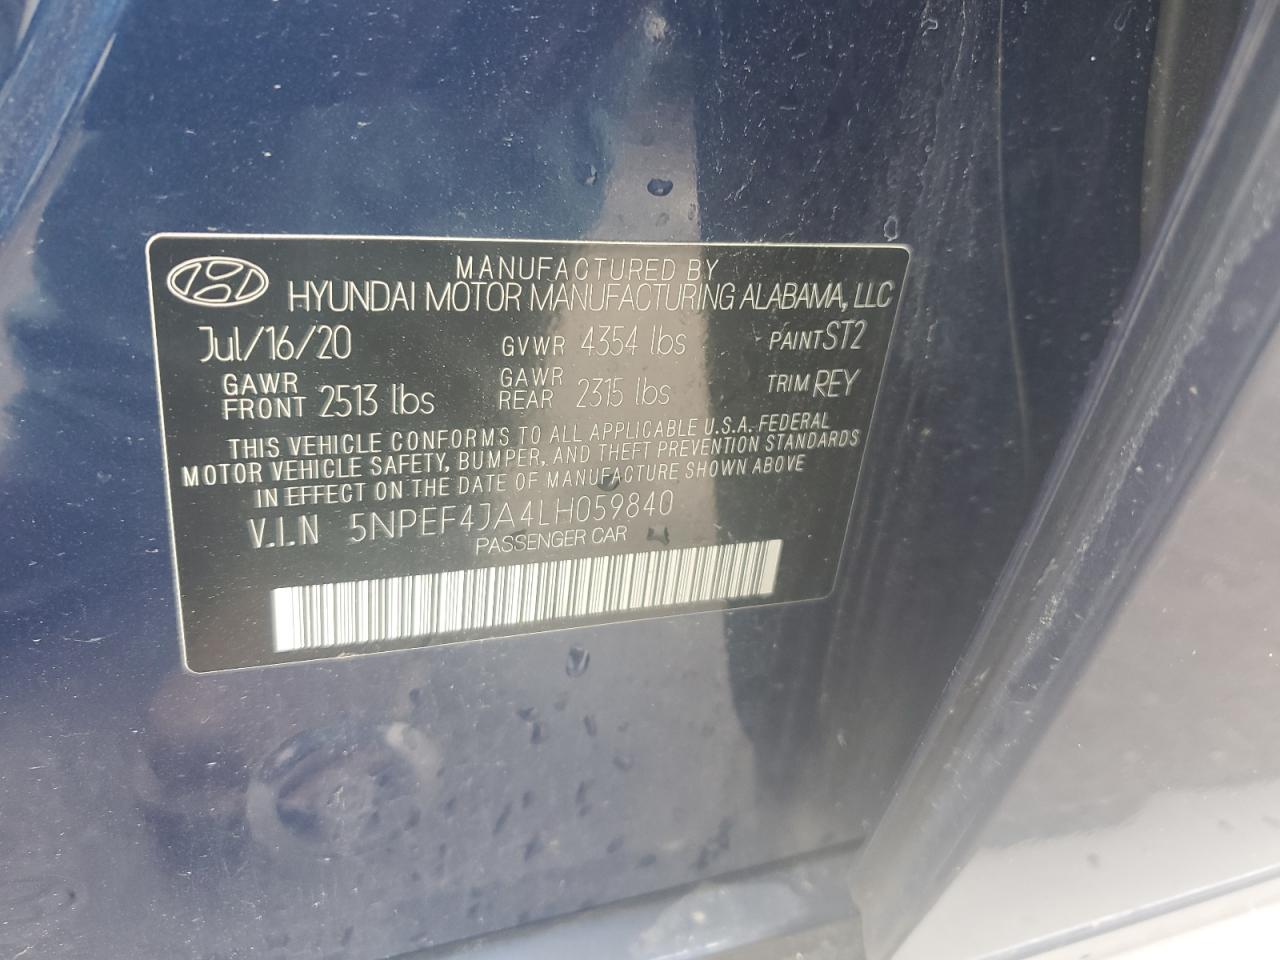 MANUFACTURED BY
HYUNDAI MOTOR MANUFACTURING ALABAMA, LLC
Jul/16/20 GVWR 4354 lbs PAINT ST2
GAWR FRONT 2513 lbs GAWR REAR 2315 lbs TRIM REY
THIS VEHICLE CONFORMS TO ALL APPLICABLE U.S.A. FEDERAL
MOTOR VEHICLE SAFETY, BUMPER, AND THEFT PREVENTION STANDARDS
IN EFFECT ON THE DATE OF MANUFACTURE SHOWN ABOVE
V.I.N 5NPEF4JA4LH059840
PASSENGER CAR